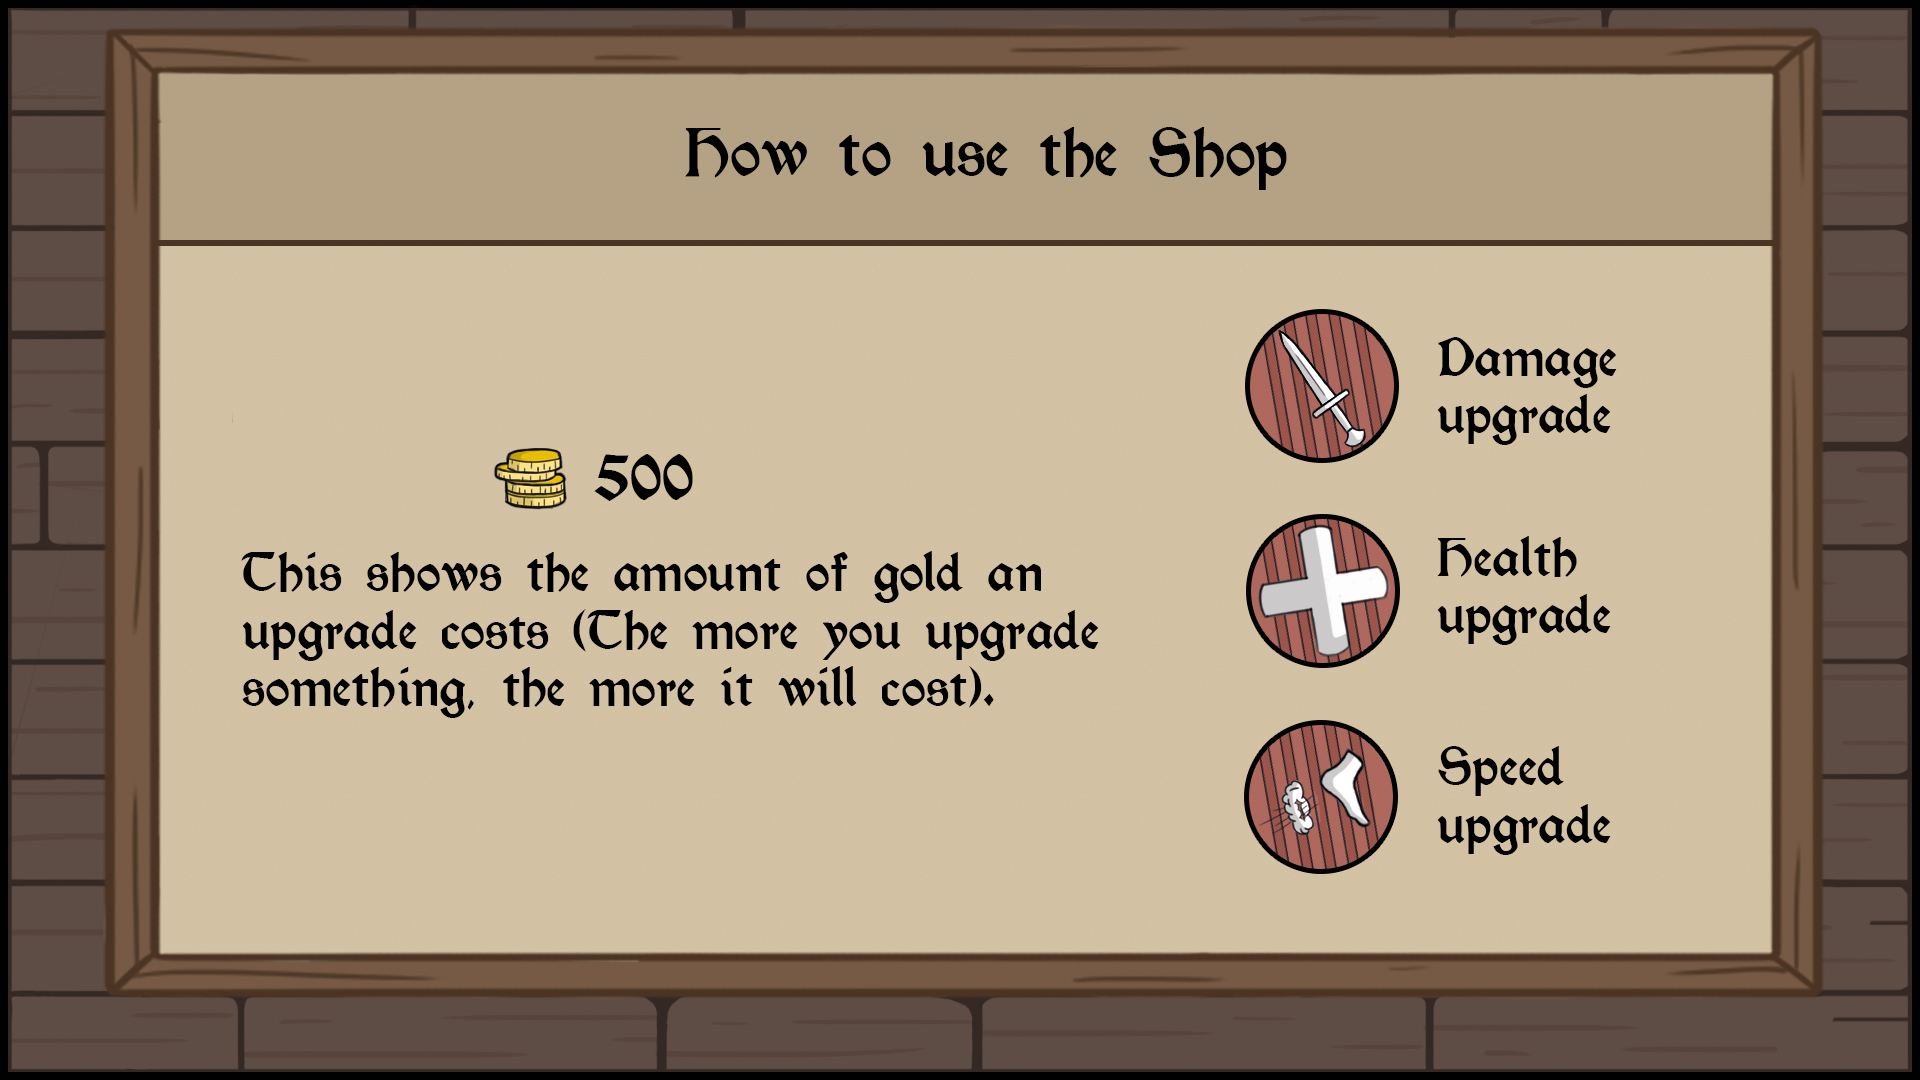 How to use the Shop
500
This shows the amount of gold an
upgrade costs (The more you upgrade
something, the more it will cost).
Damage
upgrade
Health
upgrade
Speed
upgrade